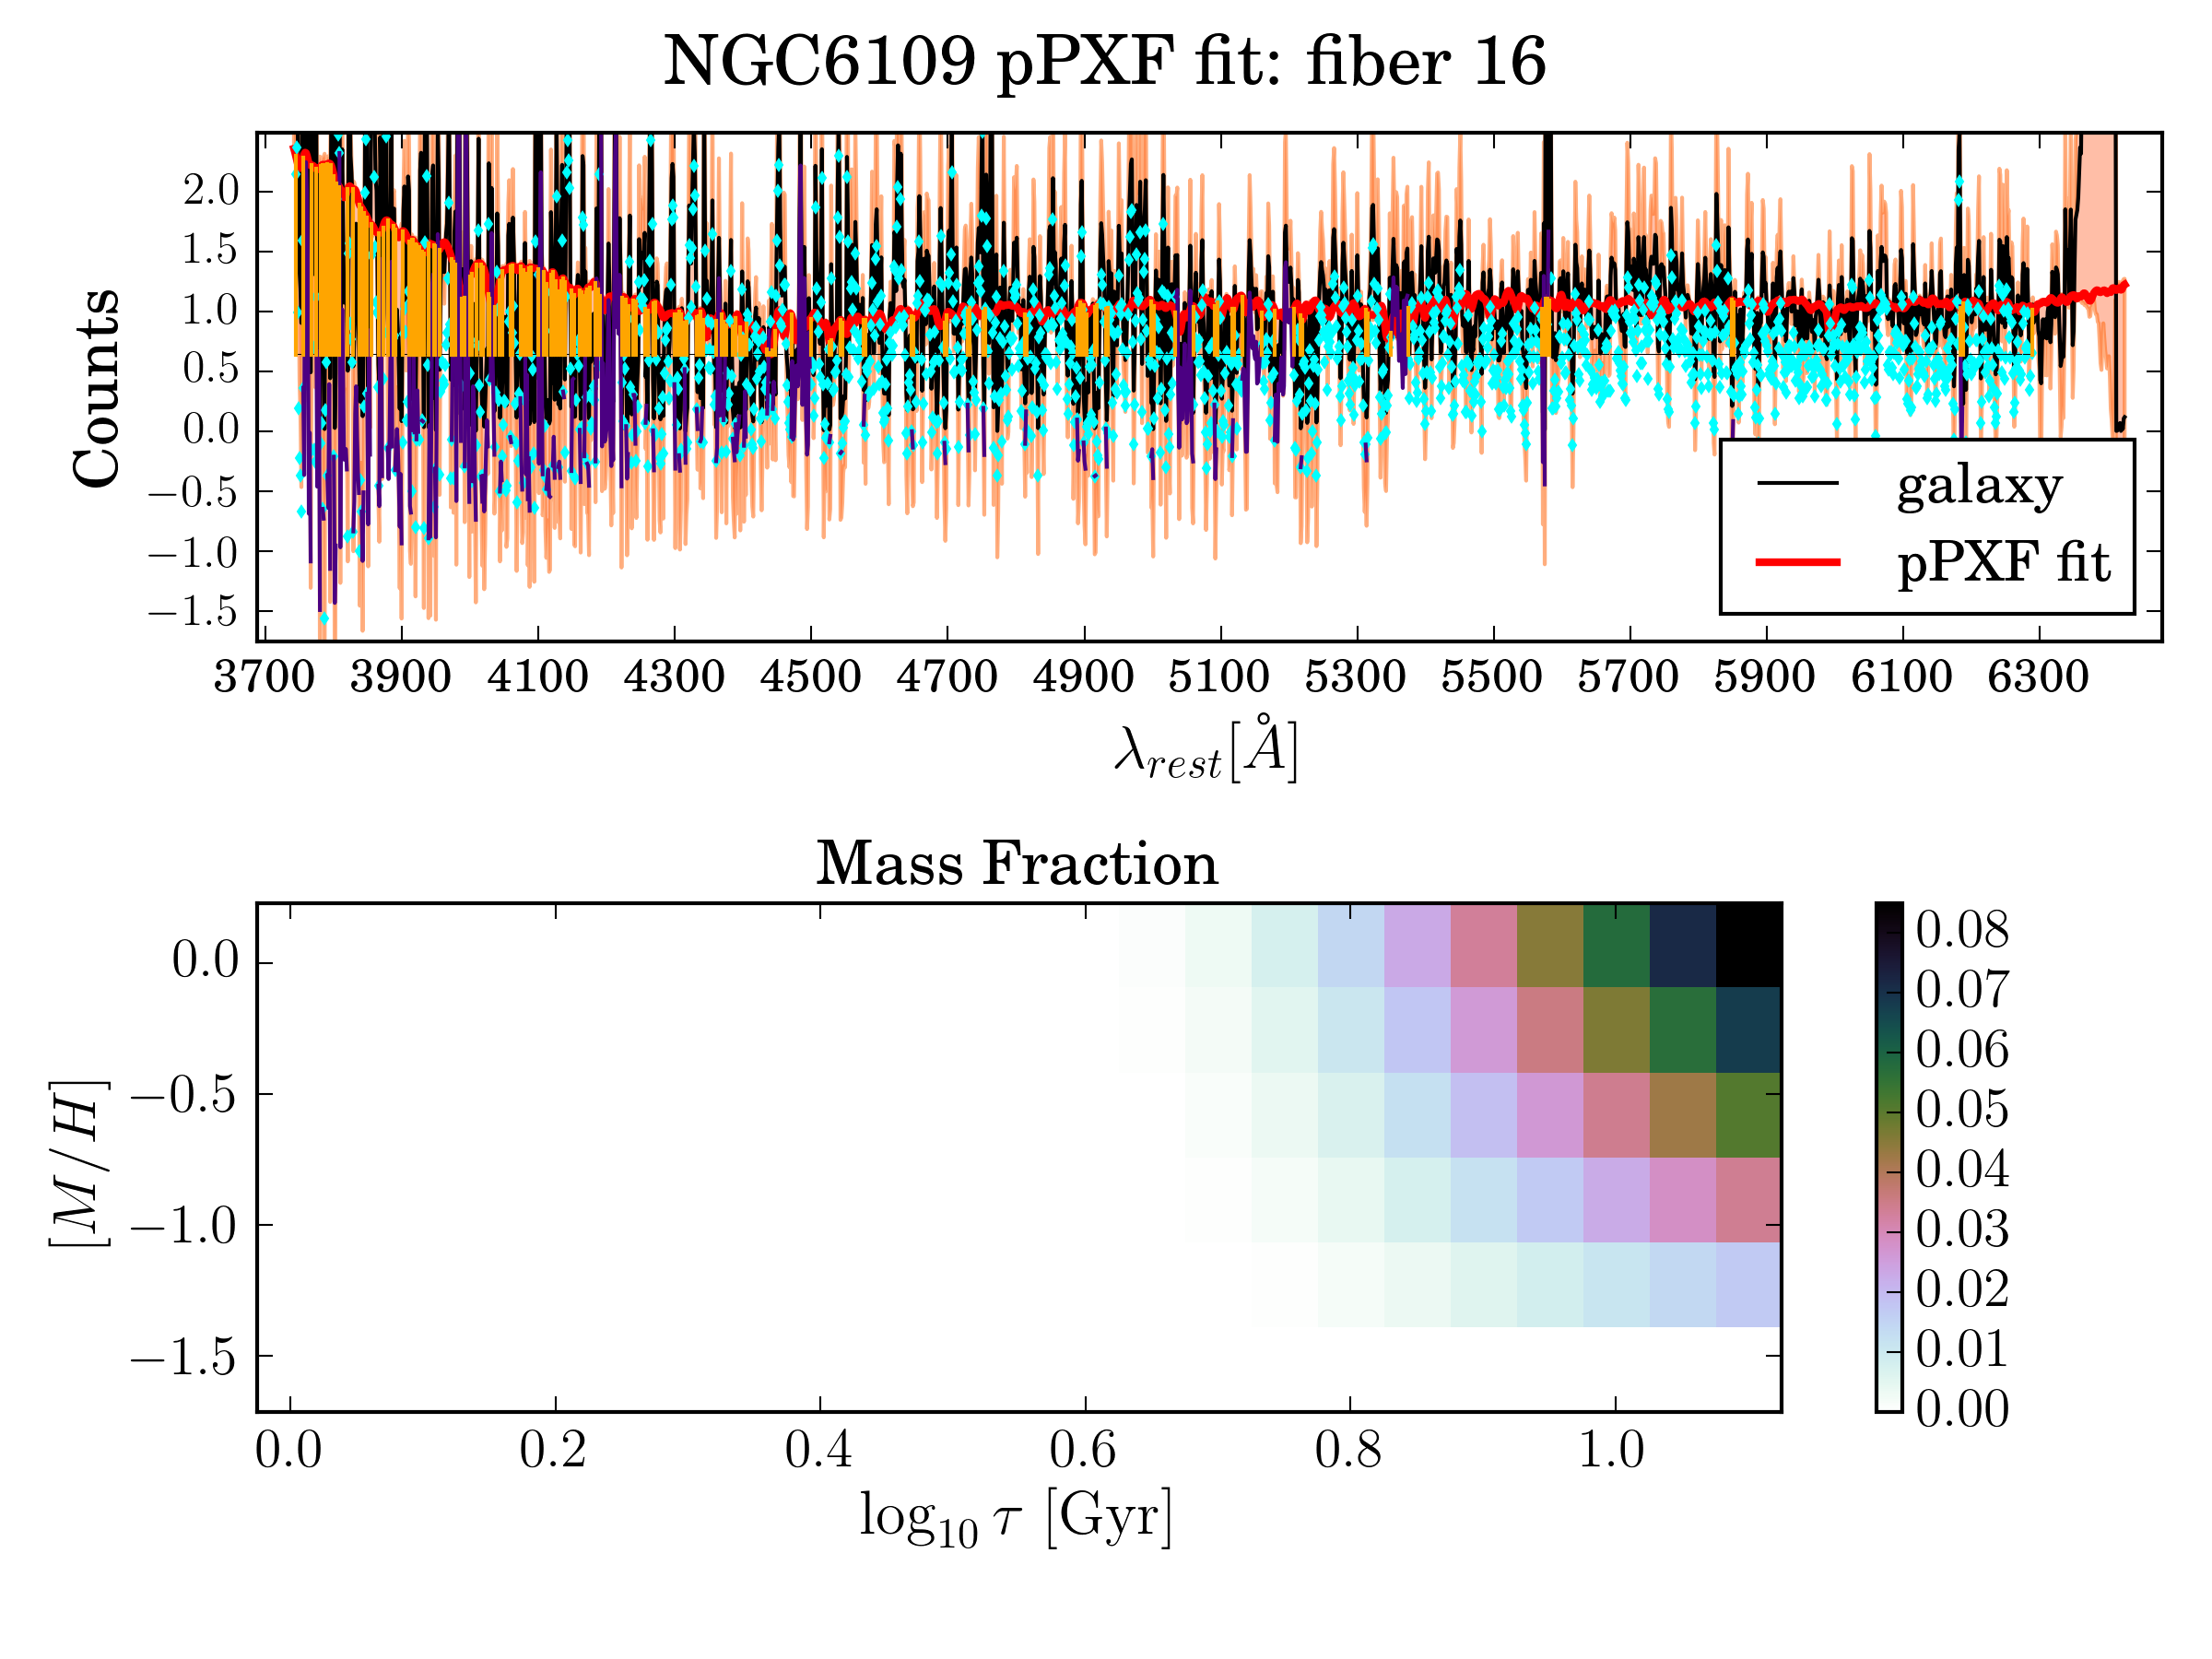 NGC6109 pPXF fit: fiber 16
Counts
2.0
1.5
1.0
0.5
0.0
−0.5
−1.0
−1.5
galaxy
pPXF fit
3700 3900 4100 4300 4500 4700 4900 5100 5300 5500 5700 5900 6100 6300
λrest[Å]
Mass Fraction
[M/H]
0.0
−0.5
−1.0
−1.5
0.0 0.2 0.4 0.6 0.8 1.0
log10 τ [Gyr]
0.08
0.07
0.06
0.05
0.04
0.03
0.02
0.01
0.00